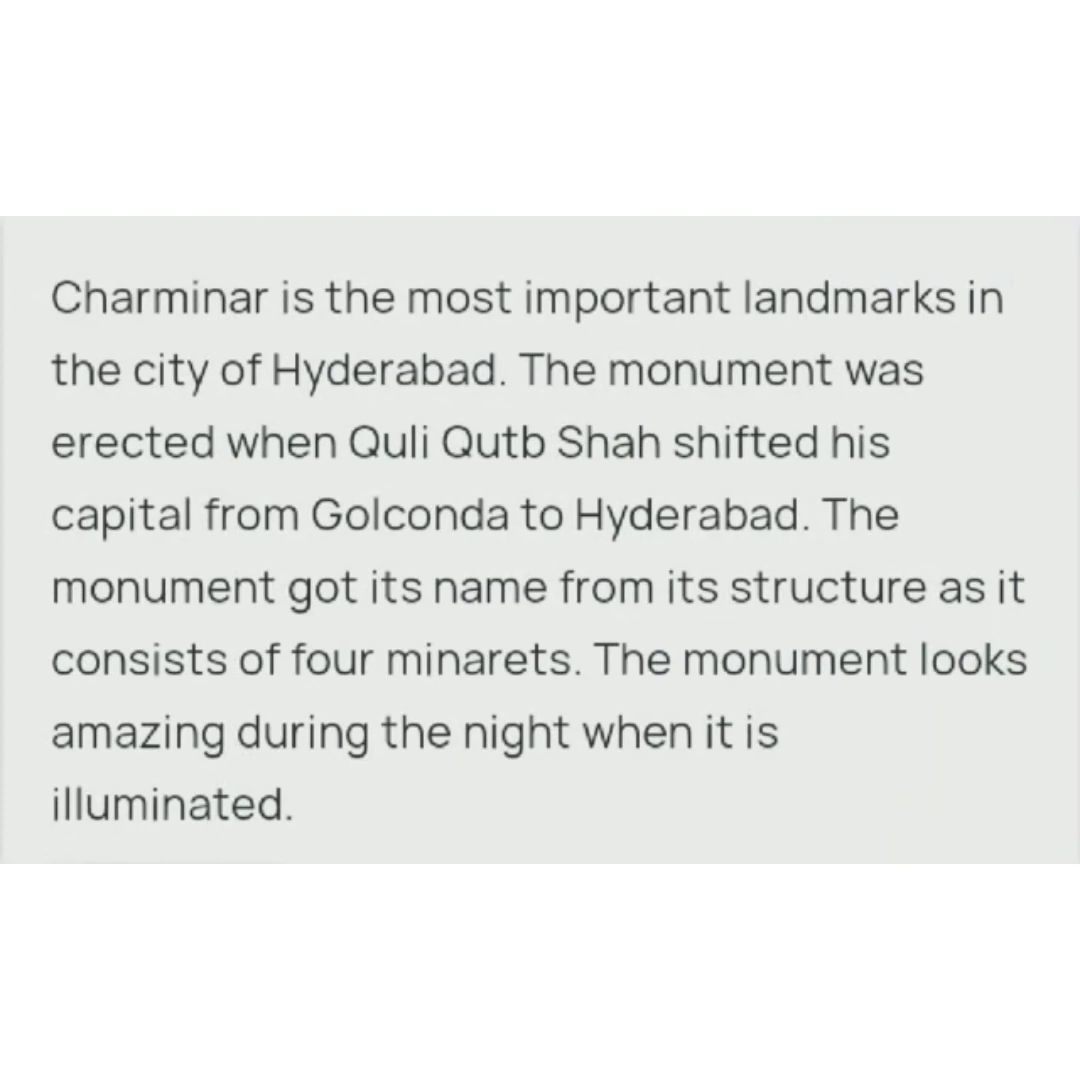 Charminar is the most important landmarks in
the city of Hyderabad. The monument was
erected when Quli Qutb Shah shifted his
capital from Golconda to Hyderabad. The
monument got its name from its structure as it
consists of four minarets. The monument looks
amazing during the night when it is
illuminated.